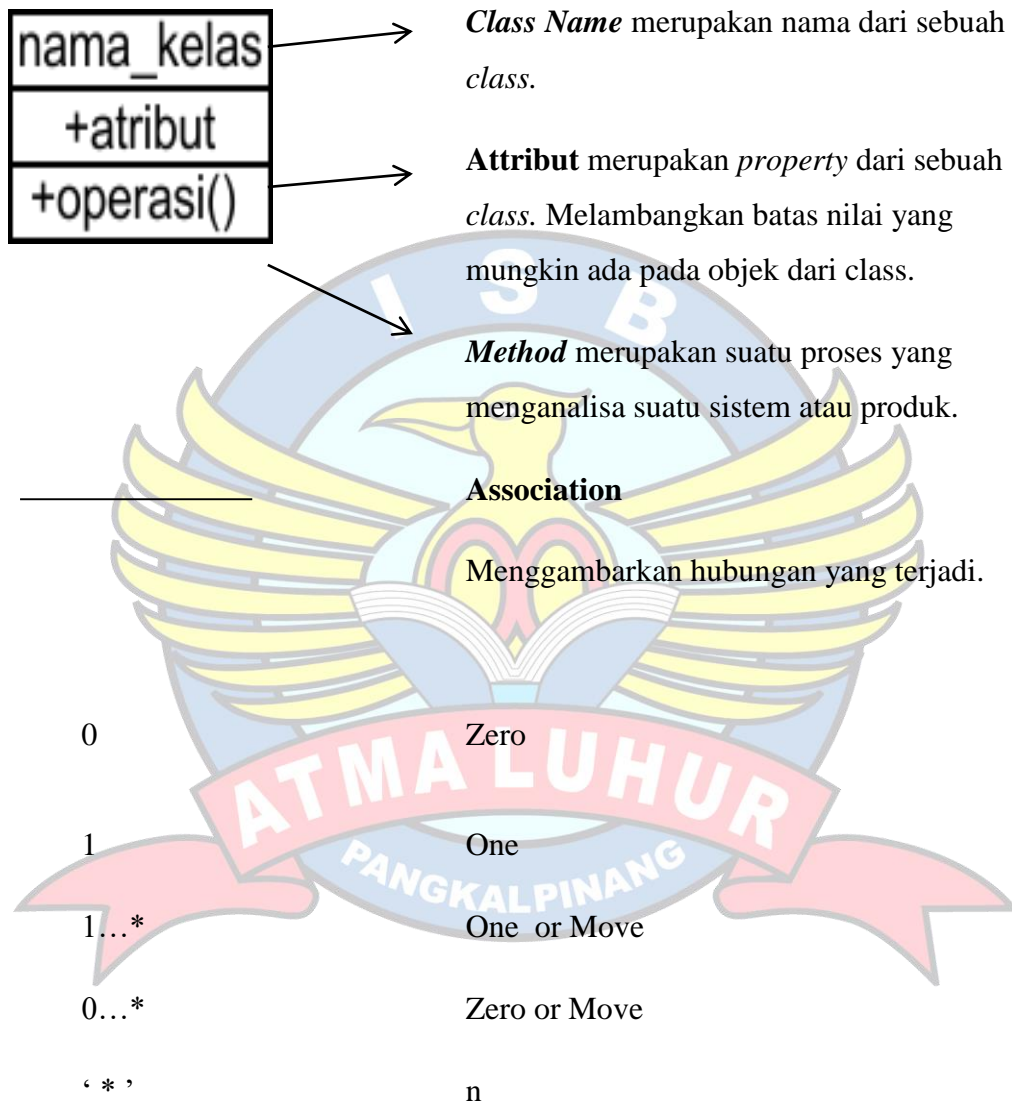 nama_kelas
+atribut
+operasi()
Class Name merupakan nama dari sebuah
class.
Attribut merupakan property dari sebuah
class. Melambangkan batas nilai yang
mungkin ada pada objek dari class.
Method merupakan suatu proses yang
menganalisa suatu sistem atau produk.
Association
Menggambarkan hubungan yang terjadi.
0 Zero
1 One
1…* One or Move
0…* Zero or Move
‘ * ’ n
I S B
ATMA LUHUR
PANGKALPINANG